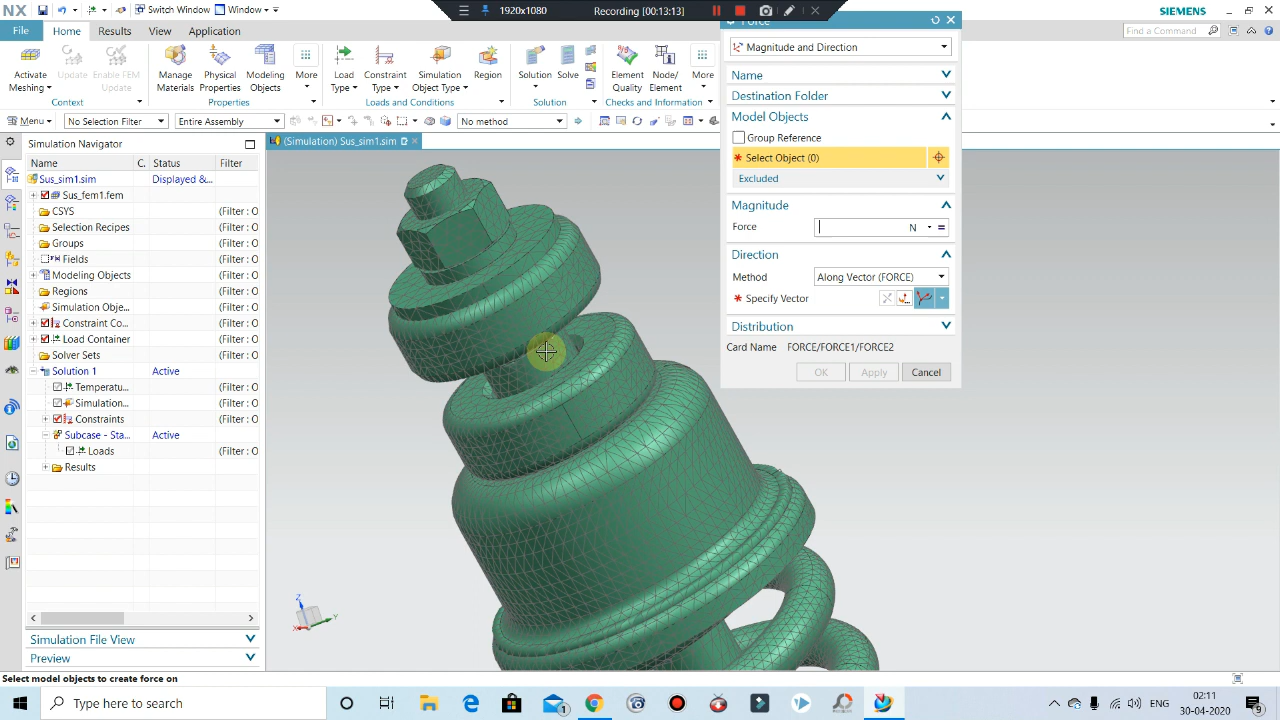 1920x1080
Recording [00:13:13]
NX
Switch Window
Window
SIEMENS
File
Home
Results
View
Application
Find a Command
Activate Meshing
Update
Enable FEM Update
Manage Materials
Physical Properties
Modeling Objects
More
Load Type
Constraint Type
Simulation Object Type
Region
Solution
Solve
Element Quality
Node/ Element
More
Context
Properties
Loads and Conditions
Solution
Checks and Information
Menu
No Selection Filter
Entire Assembly
No method
Simulation Navigator
(Simulation) Sus_sim1.sim
Name
C.
Status
Filter
Sus_sim1.sim
Displayed &...
Sus_fem1.fem
CSYS
(Filter : O
Selection Recipes
(Filter : O
Groups
(Filter : O
Fields
(Filter : O
Modeling Objects
(Filter : O
Regions
(Filter : O
Simulation Obje...
(Filter : O
Constraint Co...
(Filter : O
Load Container
(Filter : O
Solver Sets
(Filter : O
Solution 1
Active
Temperatu...
(Filter : O
Simulation...
(Filter : O
Constraints
(Filter : O
Subcase - Sta...
Active
Loads
(Filter : O
Results
Simulation File View
Preview
Force
Magnitude and Direction
Name
Destination Folder
Model Objects
Group Reference
* Select Object (0)
Excluded
Magnitude
Force
N
=
Direction
Method
Along Vector (FORCE)
* Specify Vector
Distribution
Card Name
FORCE/FORCE1/FORCE2
OK
Apply
Cancel
Z
Y
X
Select model objects to create force on
Type here to search
1
ENG
02:11
30-04-2020
9